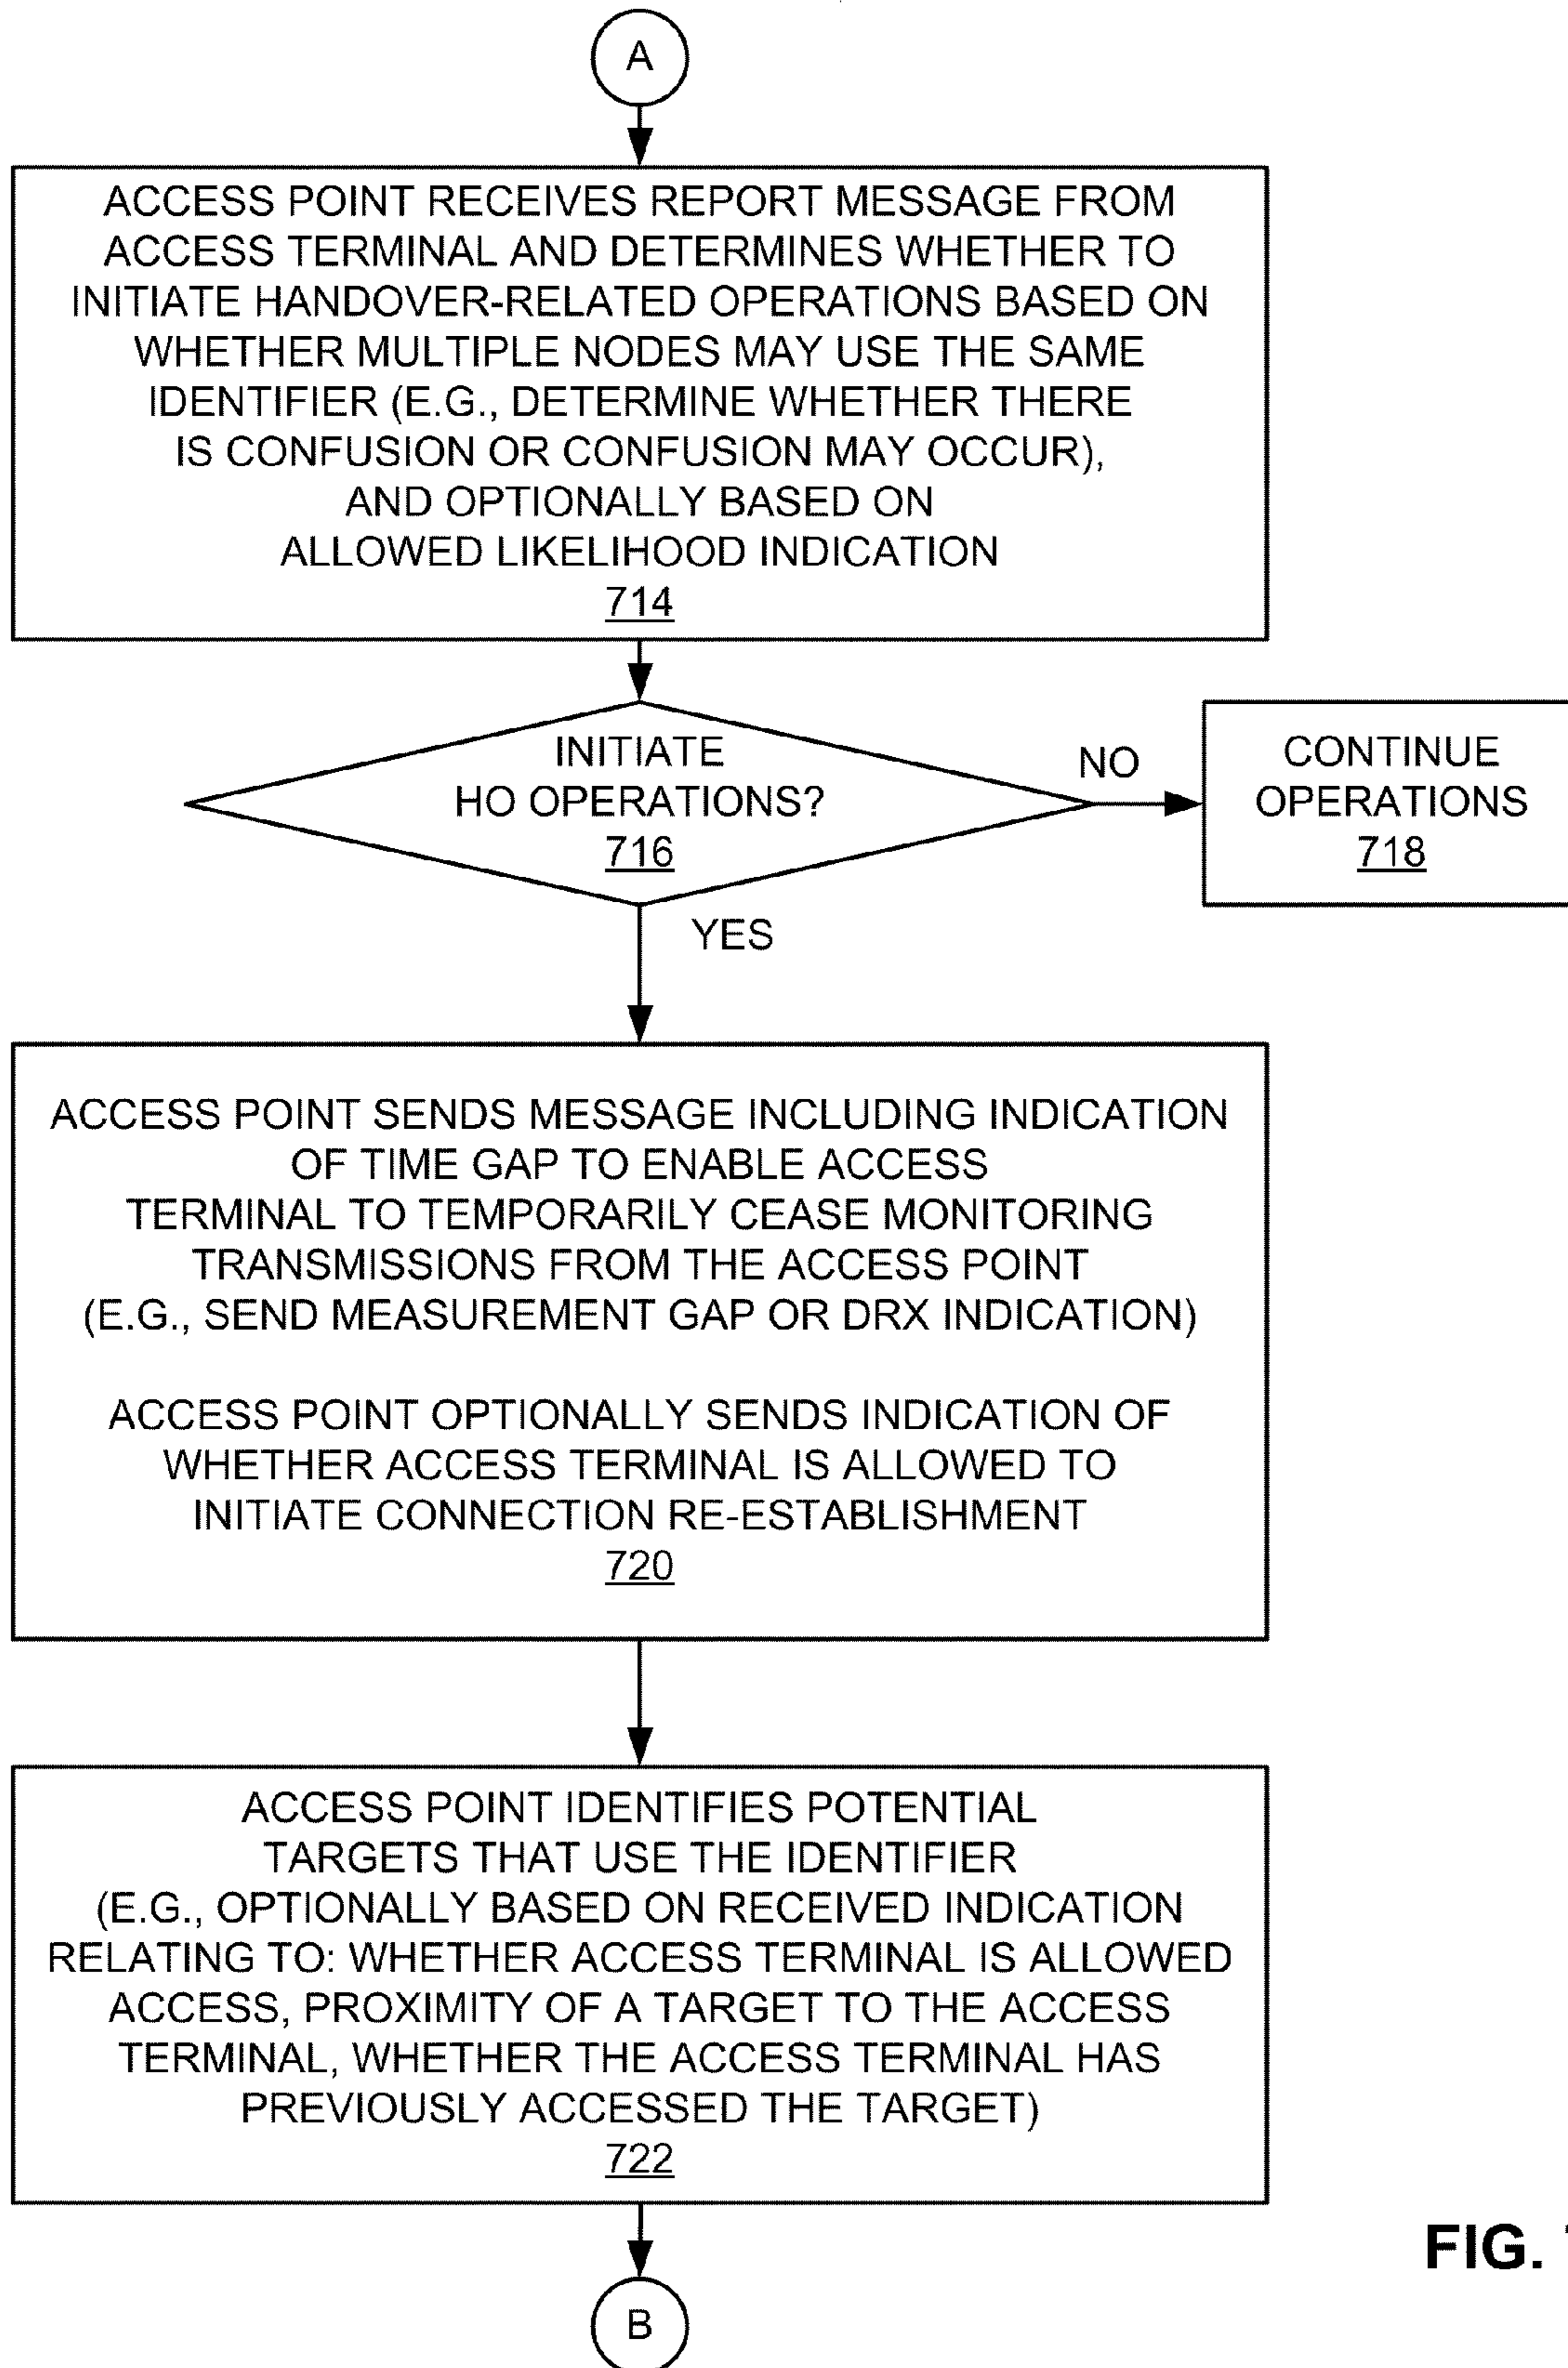 A
ACCESS POINT RECEIVES REPORT MESSAGE FROM
ACCESS TERMINAL AND DETERMINES WHETHER TO
INITIATE HANDOVER-RELATED OPERATIONS BASED ON
WHETHER MULTIPLE NODES MAY USE THE SAME
IDENTIFIER (E.G., DETERMINE WHETHER THERE
IS CONFUSION OR CONFUSION MAY OCCUR),
AND OPTIONALLY BASED ON
ALLOWED LIKELIHOOD INDICATION
714
INITIATE
HO OPERATIONS?
716
NO
CONTINUE
OPERATIONS
718
YES
ACCESS POINT SENDS MESSAGE INCLUDING INDICATION
OF TIME GAP TO ENABLE ACCESS
TERMINAL TO TEMPORARILY CEASE MONITORING
TRANSMISSIONS FROM THE ACCESS POINT
(E.G., SEND MEASUREMENT GAP OR DRX INDICATION)
ACCESS POINT OPTIONALLY SENDS INDICATION OF
WHETHER ACCESS TERMINAL IS ALLOWED TO
INITIATE CONNECTION RE-ESTABLISHMENT
720
ACCESS POINT IDENTIFIES POTENTIAL
TARGETS THAT USE THE IDENTIFIER
(E.G., OPTIONALLY BASED ON RECEIVED INDICATION
RELATING TO: WHETHER ACCESS TERMINAL IS ALLOWED
ACCESS, PROXIMITY OF A TARGET TO THE ACCESS
TERMINAL, WHETHER THE ACCESS TERMINAL HAS
PREVIOUSLY ACCESSED THE TARGET)
722
FIG.
B